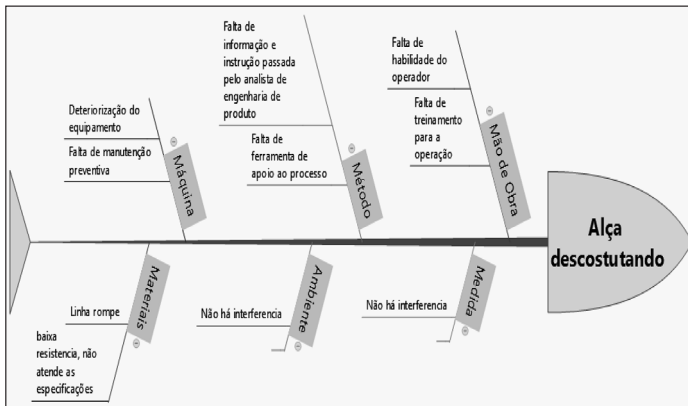 Falta de
informação e
instrução passada
pelo analista de
engenharia de
produto
Falta de
ferramenta de
apoio ao processo
Método
Falta de
habilidade do
operador
Falta de
treinamento
para a
operação
Mão de Obra
Deteriorização do
equipamento
Falta de manutenção
preventiva
Máquina
Alça
descostutando
Materiais
Linha rompe
baixa
resistencia, não
atende as
especificações
Ambiente
Não há interferencia
Medida
Não há interferencia